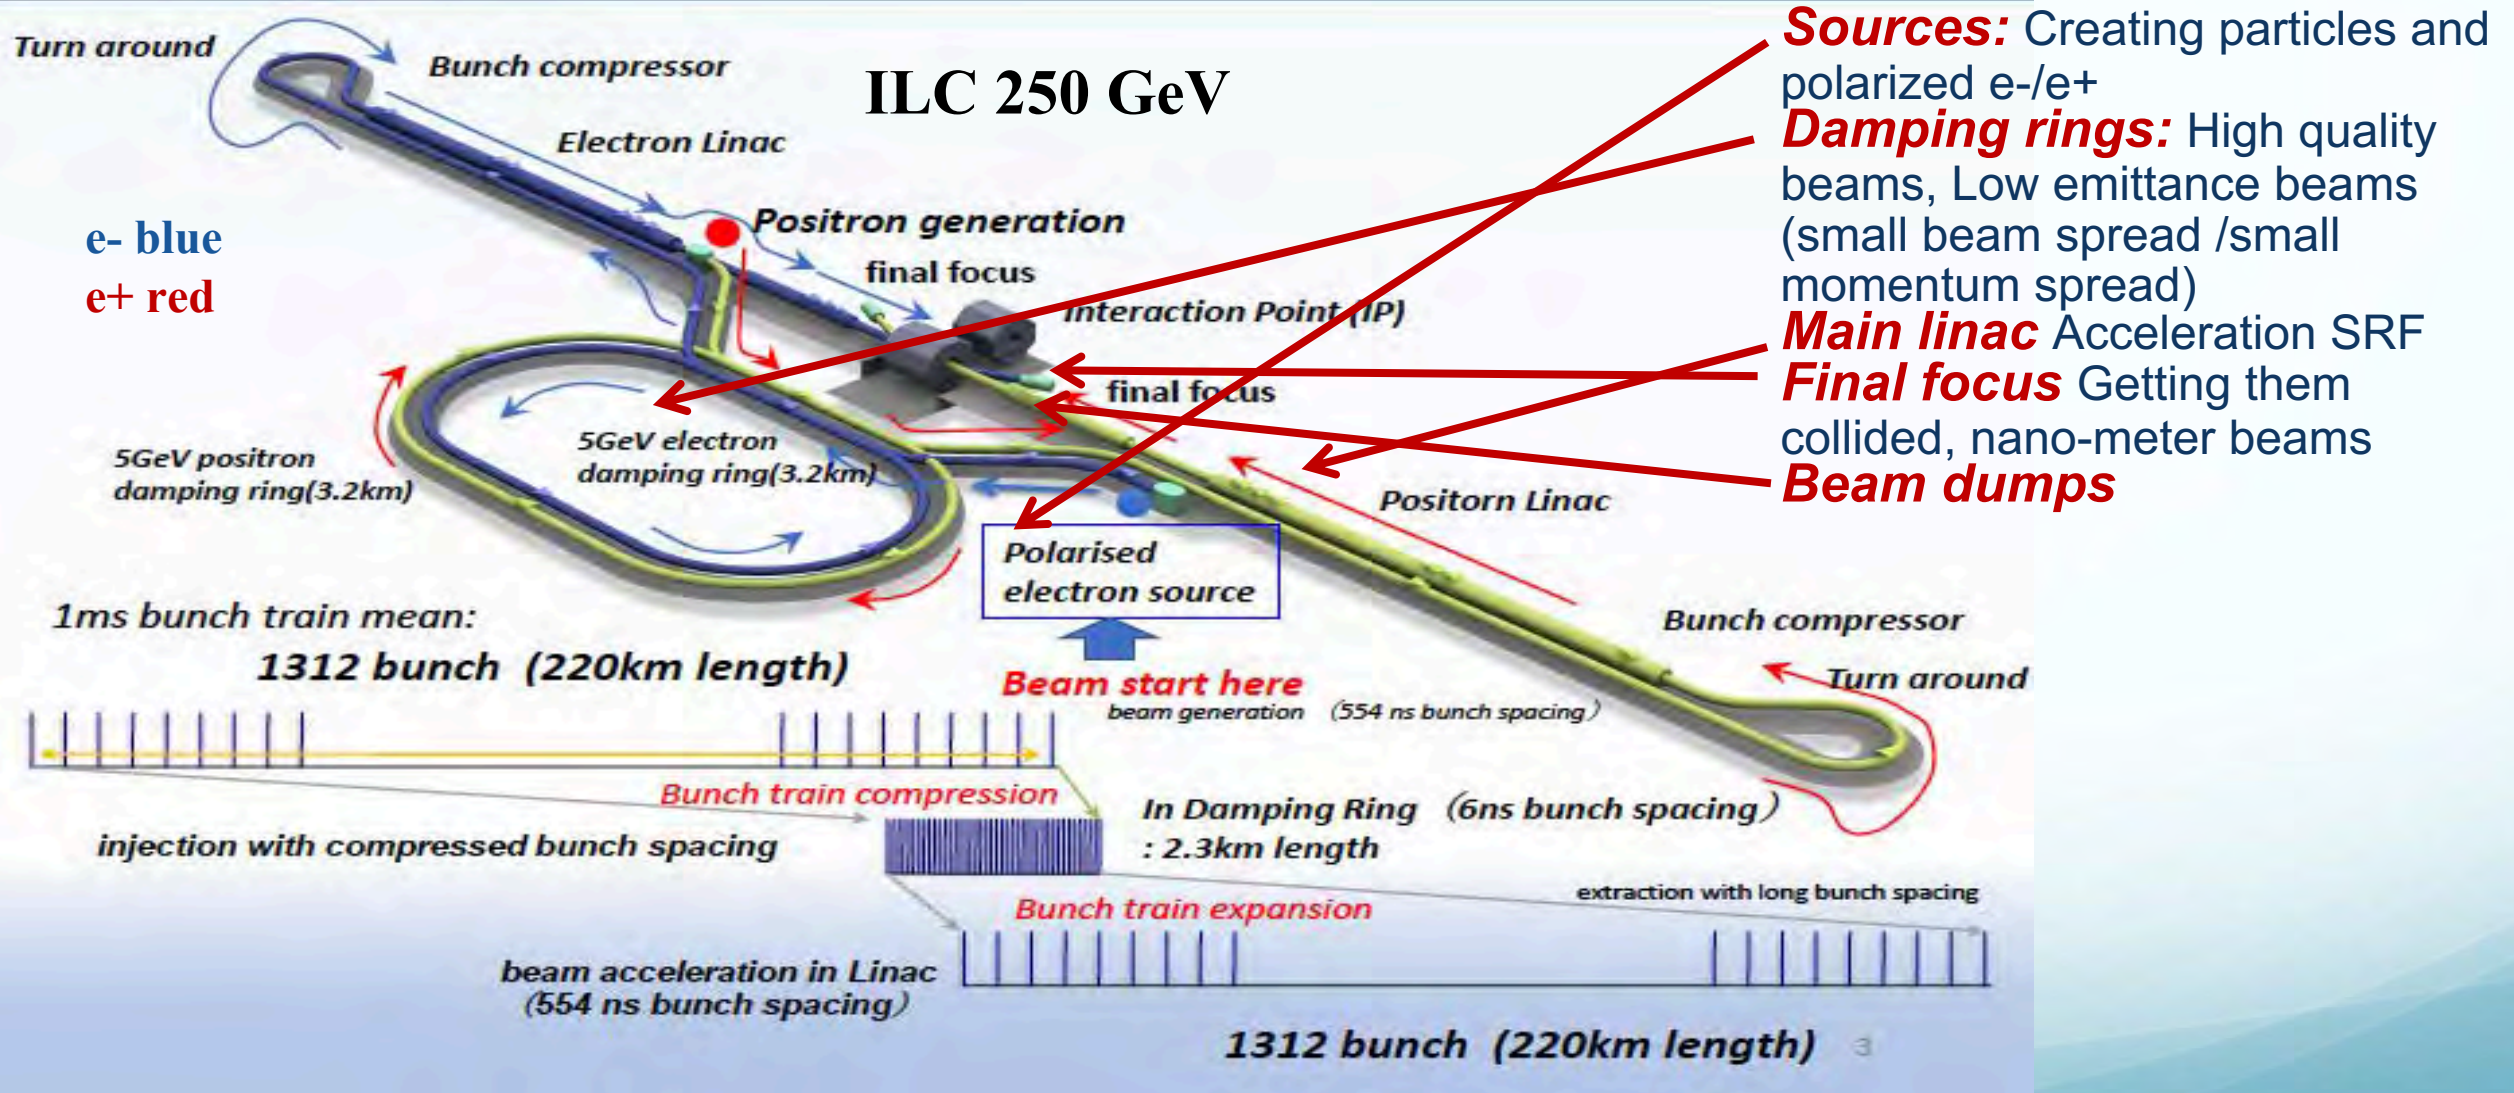 Turn around
Bunch compressor
ILC 250 GeV
Electron Linac
e- blue
e+ red
Positron generation
final focus
Interaction Point (IP)
final focus
5GeV electron
damping ring(3.2km)
5GeV positron
damping ring(3.2km)
Positorn Linac
Polarised
electron source
Bunch compressor
Turn around
Beam start here
beam generation (554 ns bunch spacing)
Sources: Creating particles and
polarized e-/e+
Damping rings: High quality
beams, Low emittance beams
(small beam spread /small
momentum spread)
Main linac Acceleration SRF
Final focus Getting them
collided, nano-meter beams
Beam dumps
1ms bunch train mean:
1312 bunch (220km length)
Bunch train compression
injection with compressed bunch spacing
In Damping Ring (6ns bunch spacing)
: 2.3km length
extraction with long bunch spacing
Bunch train expansion
beam acceleration in Linac
(554 ns bunch spacing)
1312 bunch (220km length)
3